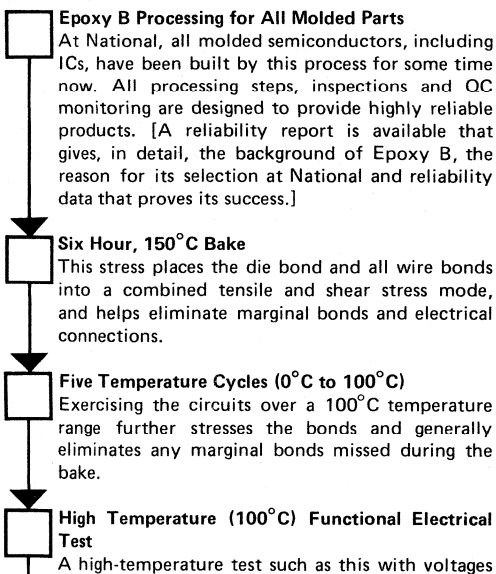 Epoxy B Processing for All Molded Parts
At National, all molded semiconductors, including
ICs, have been built by this process for some time
now. All processing steps, inspections and QC
monitoring are designed to provide highly reliable
products. [A reliability report is available that
gives, in detail, the background of Epoxy B, the
reason for its selection at National and reliability
data that proves its success.]
Six Hour, 150°C Bake
This stress places the die bond and all wire bonds
into a combined tensile and shear stress mode,
and helps eliminate marginal bonds and electrical
connections.
Five Temperature Cycles (0°C to 100°C)
Exercising the circuits over a 100°C temperature
range further stresses the bonds and generally
eliminates any marginal bonds missed during the
bake.
High Temperature (100°C) Functional Electrical
Test
A high-temperature test such as this with voltages